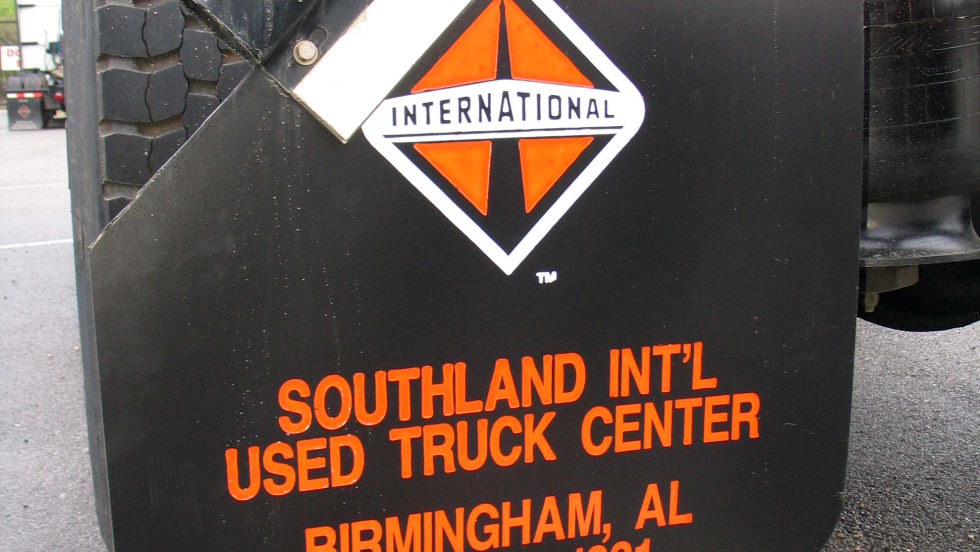 INTERNATIONAL
TM
SOUTHLAND INT'L
USED TRUCK CENTER
BIRMINGHAM, AL